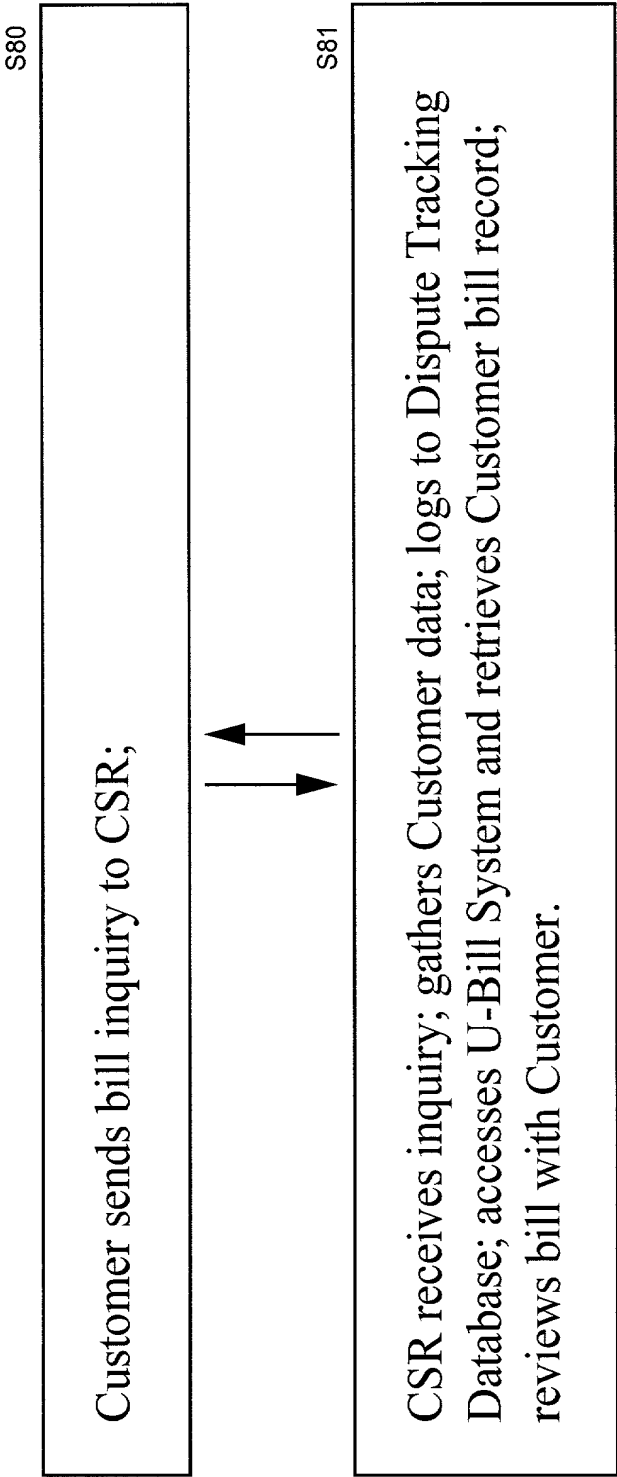 S80
Customer sends bill inquiry to CSR;
S81
CSR receives inquiry; gathers Customer data; logs to Dispute Tracking
Database; accesses U-Bill System and retrieves Customer bill record;
reviews bill with Customer.